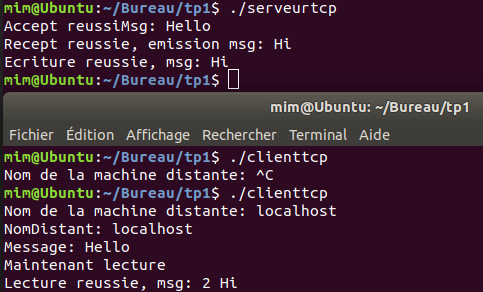 mim@Ubuntu:~/Bureau/tp1$ ./serveurtcp
Accept reussiMsg: Hello
Recept reussie, emission msg: Hi
Ecriture reussie, msg: Hi
mim@Ubuntu:~/Bureau/tp1$
mim@Ubuntu: ~/Bureau/tp1
Fichier Édition Affichage Rechercher Terminal Aide
mim@Ubuntu:~/Bureau/tp1$ ./clienttcp
Nom de la machine distante: ^C
mim@Ubuntu:~/Bureau/tp1$ ./clienttcp
Nom de la machine distante: localhost
NomDistant: localhost
Message: Hello
Maintenant lecture
Lecture reussie, msg: 2 Hi